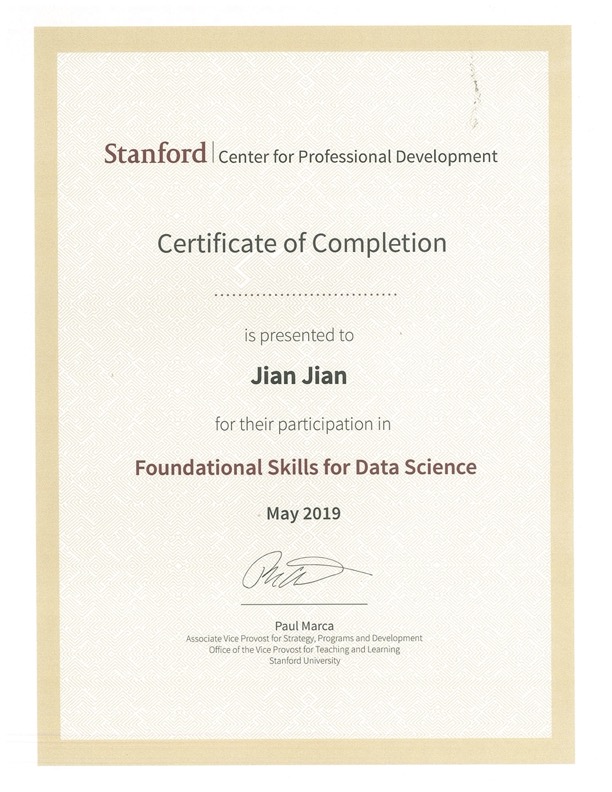 Stanford | Center for Professional Development
Certificate of Completion
is presented to
Jian Jian
for their participation in
Foundational Skills for Data Science
May 2019
Paul Marca
Associate Vice Provost for Strategy, Programs and Development
Office of the Vice Provost for Teaching and Learning
Stanford University